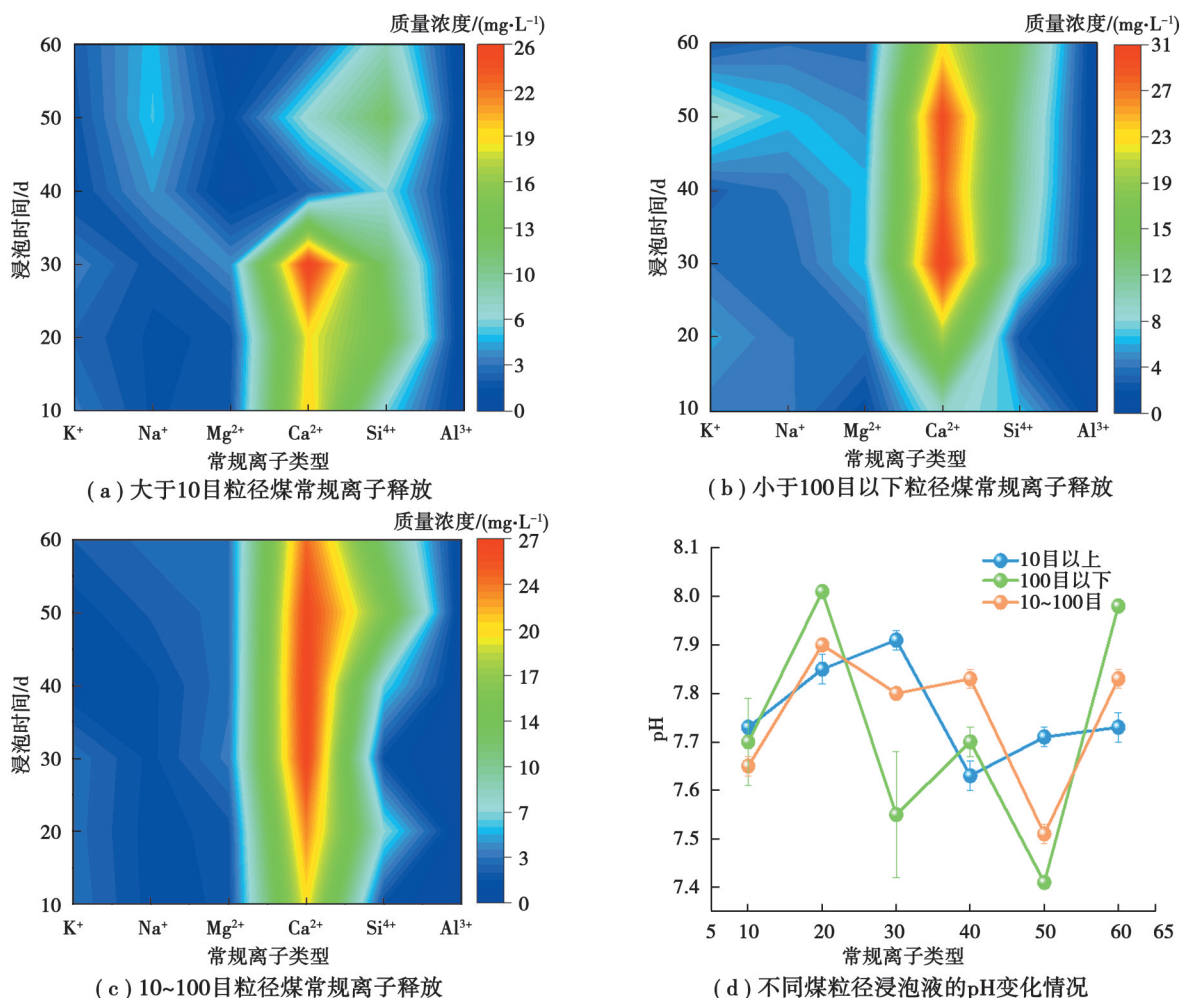 质量浓度/(mg·L⁻¹)
60
50
40
30
20
10
浸泡时间/d
26
22
19
16
13
10
6
3
0
K⁺ Na⁺ Mg²⁺ Ca²⁺ Si⁴⁺ Al³⁺
常规离子类型
(a)大于10目粒径煤常规离子释放
质量浓度/(mg·L⁻¹)
60
50
40
30
20
10
浸泡时间/d
31
27
23
19
16
12
8
4
0
K⁺ Na⁺ Mg²⁺ Ca²⁺ Si⁴⁺ Al³⁺
常规离子类型
(b)小于100目以下粒径煤常规离子释放
质量浓度/(mg·L⁻¹)
60
50
40
30
20
10
浸泡时间/d
27
24
20
17
14
10
7
3
0
K⁺ Na⁺ Mg²⁺ Ca²⁺ Si⁴⁺ Al³⁺
常规离子类型
(c)10~100目粒径煤常规离子释放
8.1
8.0
7.9
7.8
7.7
7.6
7.5
7.4
pH
10目以上
100目以下
10~100目
5 10 20 30 40 50 60 65
常规离子类型
(d)不同煤粒径浸泡液的pH变化情况